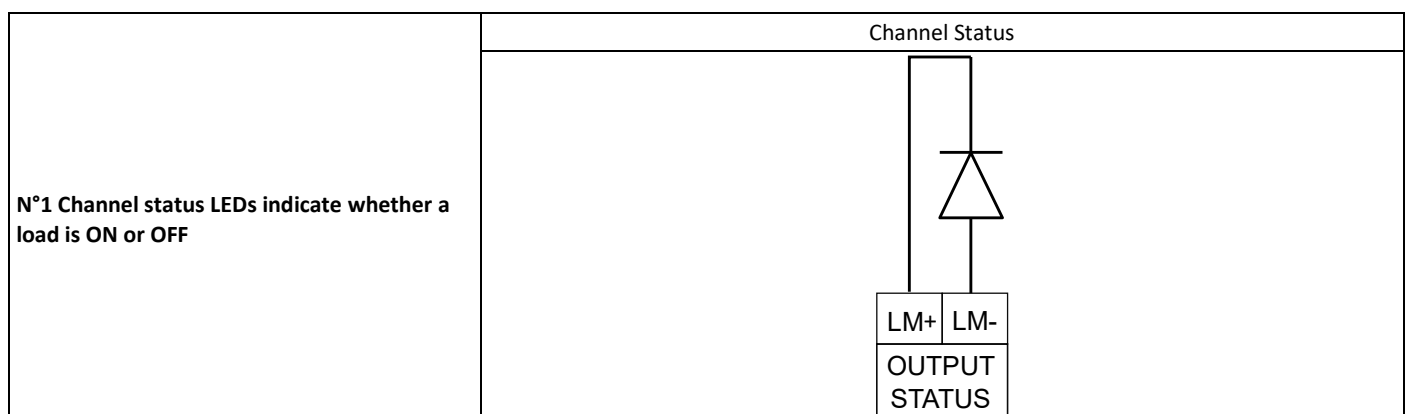 Channel Status
N°1 Channel status LEDs indicate whether a
load is ON or OFF
LM+ LM-
OUTPUT
STATUS